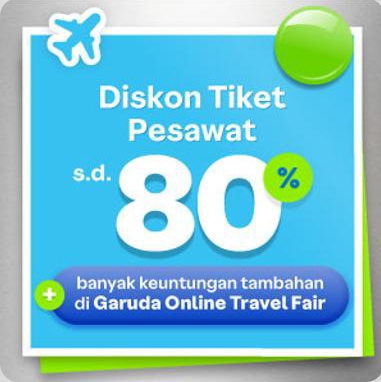 Diskon Tiket
Pesawat
s.d. 80%
+ banyak keuntungan tambahan
di Garuda Online Travel Fair